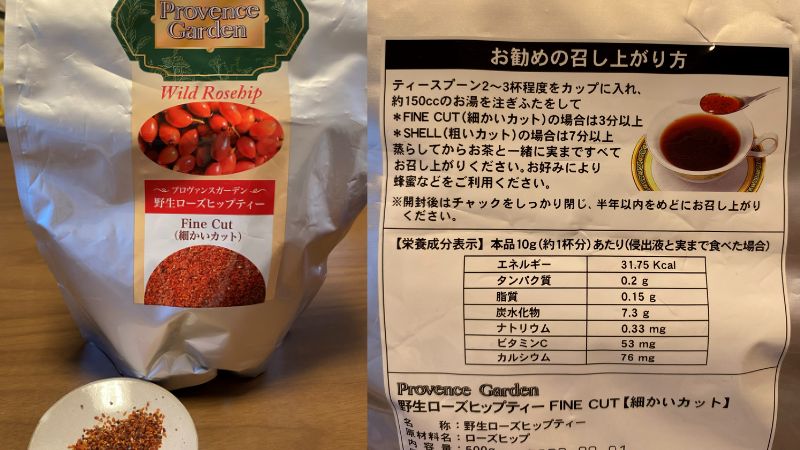 Provence
Garden
Wild Rosehip
プロヴァンスガーデン
野生ローズヒップティー
Fine Cut
(細かいカット)
お勧めの召し上がり方
ティースプーン2〜3杯程度をカップに入れ、
約150ccのお湯を注ぎふたをして
＊FINE CUT(細かいカット)の場合は3分以上
＊SHELL(粗いカット)の場合は7分以上
蒸らしてからお茶と一緒に実まですべて
お召し上がりください。お好みにより
蜂蜜などをご利用ください。
※開封後はチャックをしっかり閉じ、半年以内をめどにお召し上がり
ください。
【栄養成分表示】本品10g(約1杯分)あたり(侵出液と実まで食べた場合)
エネルギー 31.75 Kcal
タンパク質 0.2 g
脂質 0.15 g
炭水化物 7.3 g
ナトリウム 0.33 mg
ビタミンC 53 mg
カルシウム 76 mg
Provence Garden
野生ローズヒップティー FINE CUT【細かいカット】
名 称：野生ローズヒップティー
原材料名：ローズヒップ
内容量：500g